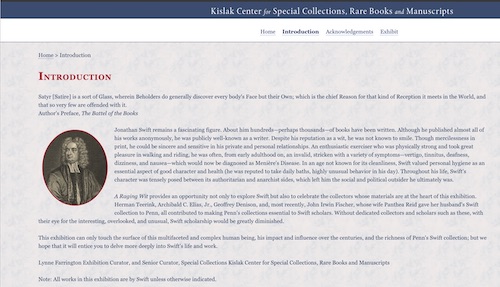 Kislak Center for Special Collections, Rare Books and Manuscripts
Home Introduction Acknowledgements Exhibit
Home > Introduction
Introduction
Satyr [Satire] is a sort of Glass, wherein Beholders do generally discover every body's Face but their Own; which is the chief Reason for that kind of Reception it meets in the World, and
that so very few are offended with it.
Author's Preface, The Battel of the Books
Jonathan Swift remains a fascinating figure. About him hundreds—perhaps thousands—of books have been written. Although he published almost all of
his works anonymously, he was publicly well-known as a writer. Despite his reputation as a wit, he was not known to smile. Though mercilessness in
print, he could be sincere and sensitive in his private and personal relationships. An enthusiastic exerciser who was physically strong and took great
pleasure in walking and riding, he was often, from early adulthood on, an invalid, stricken with a variety of symptoms—vertigo, tinnitus, deafness,
dizziness, and nausea—which would now be diagnosed as Menière's Disease. In an age not known for its cleanliness, Swift valued personal hygiene as an
essential aspect of good character and health (he was reputed to take daily baths, highly unusual behavior in his day). Throughout his life, Swift's
character was tensely posed between its authoritarian and anarchist sides, which left him the social and political outsider he ultimately was.
A Raging Wit provides an opportunity not only to explore Swift but also to celebrate the collectors whose materials are at the heart of this exhibition.
Herman Teerink, Archibald C. Elias, Jr., Geoffrey Denison, and, most recently, John Irwin Fischer, whose wife Panthea Reid gave her husband's Swift
collection to Penn, all contributed to making Penn's collections essential to Swift scholars. Without dedicated collectors and scholars such as these, with
their eye for the interesting, overlooked, and unusual, Swift scholarship would be greatly diminished.
This exhibition can only touch the surface of this multifaceted and complex human being, his impact and influence over the centuries, and the richness of Penn's Swift collection; but we
hope that it will entice you to delve more deeply into Swift's life and work.
Lynne Farrington Exhibition Curator, and Senior Curator, Special Collections Kislak Center for Special Collections, Rare Books and Manuscripts
Note: All works in this exhibition are by Swift unless otherwise indicated.